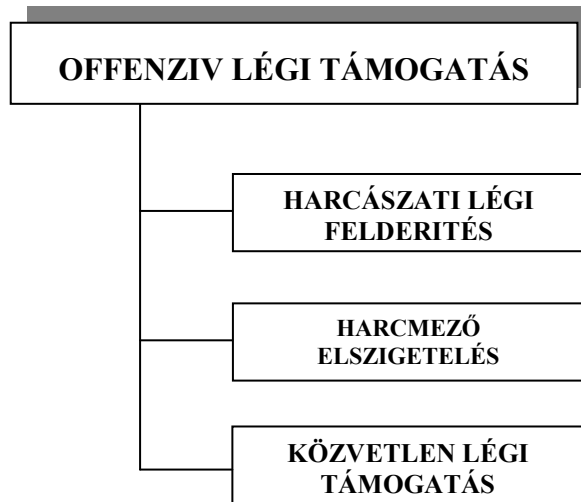 OFFENZIV LÉGI TÁMOGATÁS
HARCÁSZATI LÉGI
FELDERITÉS
HARCMEZŐ
ELSZIGETELÉS
KÖZVETLEN LÉGI
TÁMOGATÁS